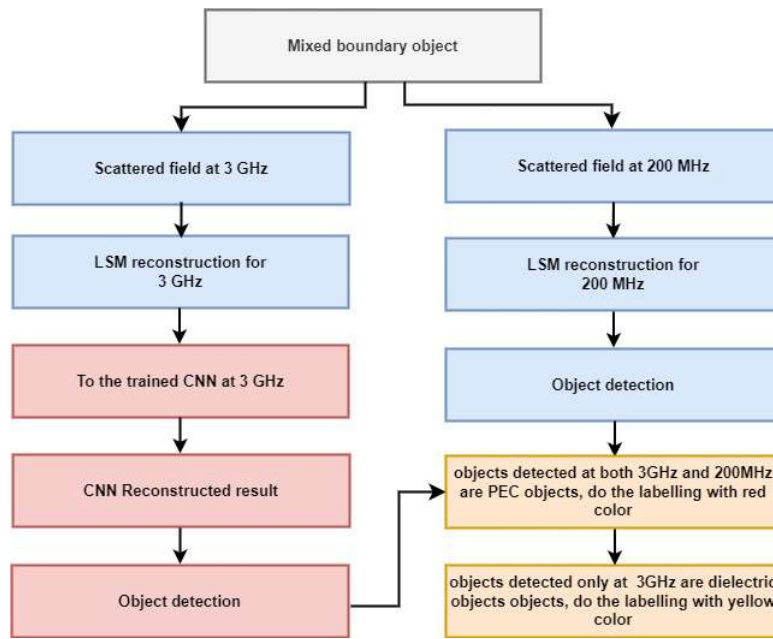 Mixed boundary object
Scattered field at 3 GHz
Scattered field at 200 MHz
LSM reconstruction for
3 GHz
LSM reconstruction for
200 MHz
To the trained CNN at 3 GHz
Object detection
CNN Reconstructed result
objects detected at both 3GHz and 200MHz
are PEC objects, do the labelling with red
color
Object detection
objects detected only at 3GHz are dielectric
objects objects, do the labelling with yellow
color